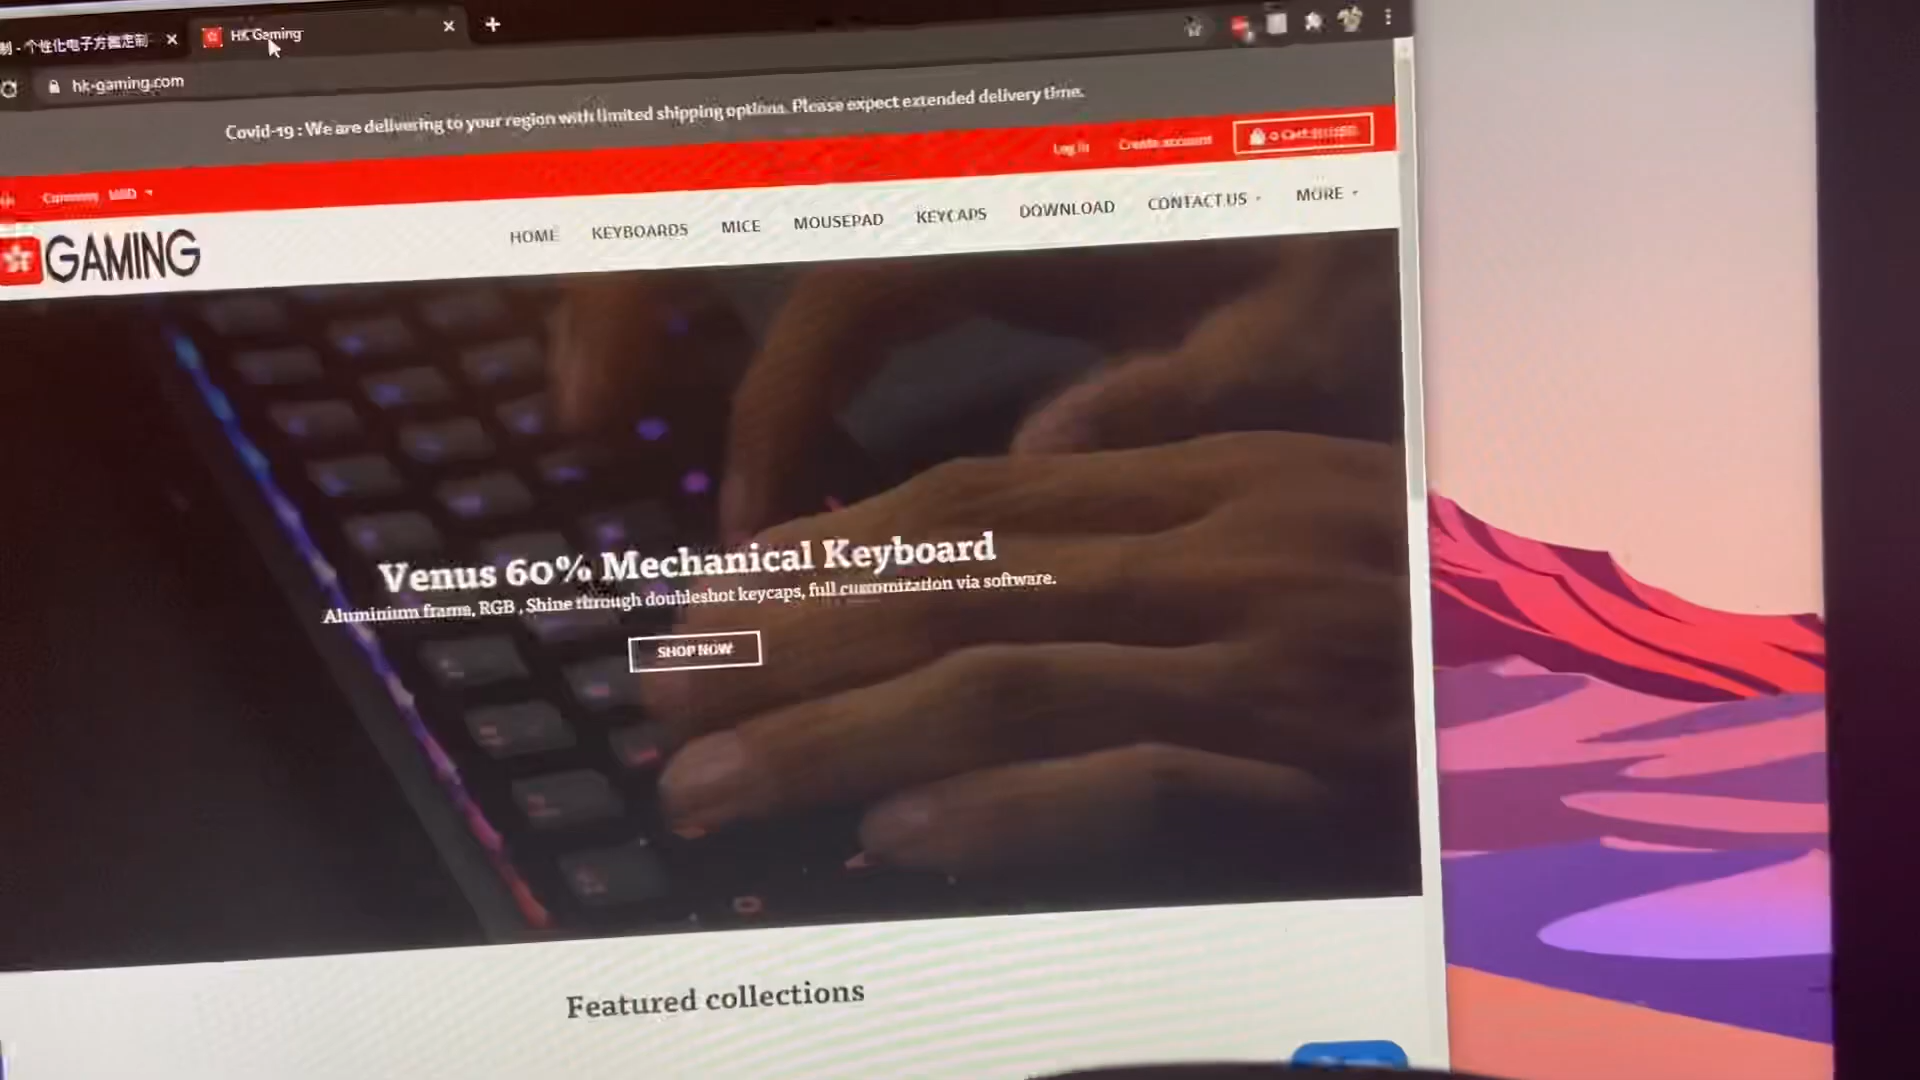 制 - 个性化电子方案定制
HK Gaming
hk-gaming.com
Covid-19 : We are delivering to your region with limited shipping options. Please expect extended delivery time.
Log in
Create account
0 Cart
Currency
GAMING
HOME
KEYBOARDS
MICE
MOUSEPAD
KEYCAPS
DOWNLOAD
CONTACT US
MORE
Venus 60% Mechanical Keyboard
Aluminium frame, RGB , Shine through doubleshot keycaps, full customization via software.
SHOP NOW
Featured collections